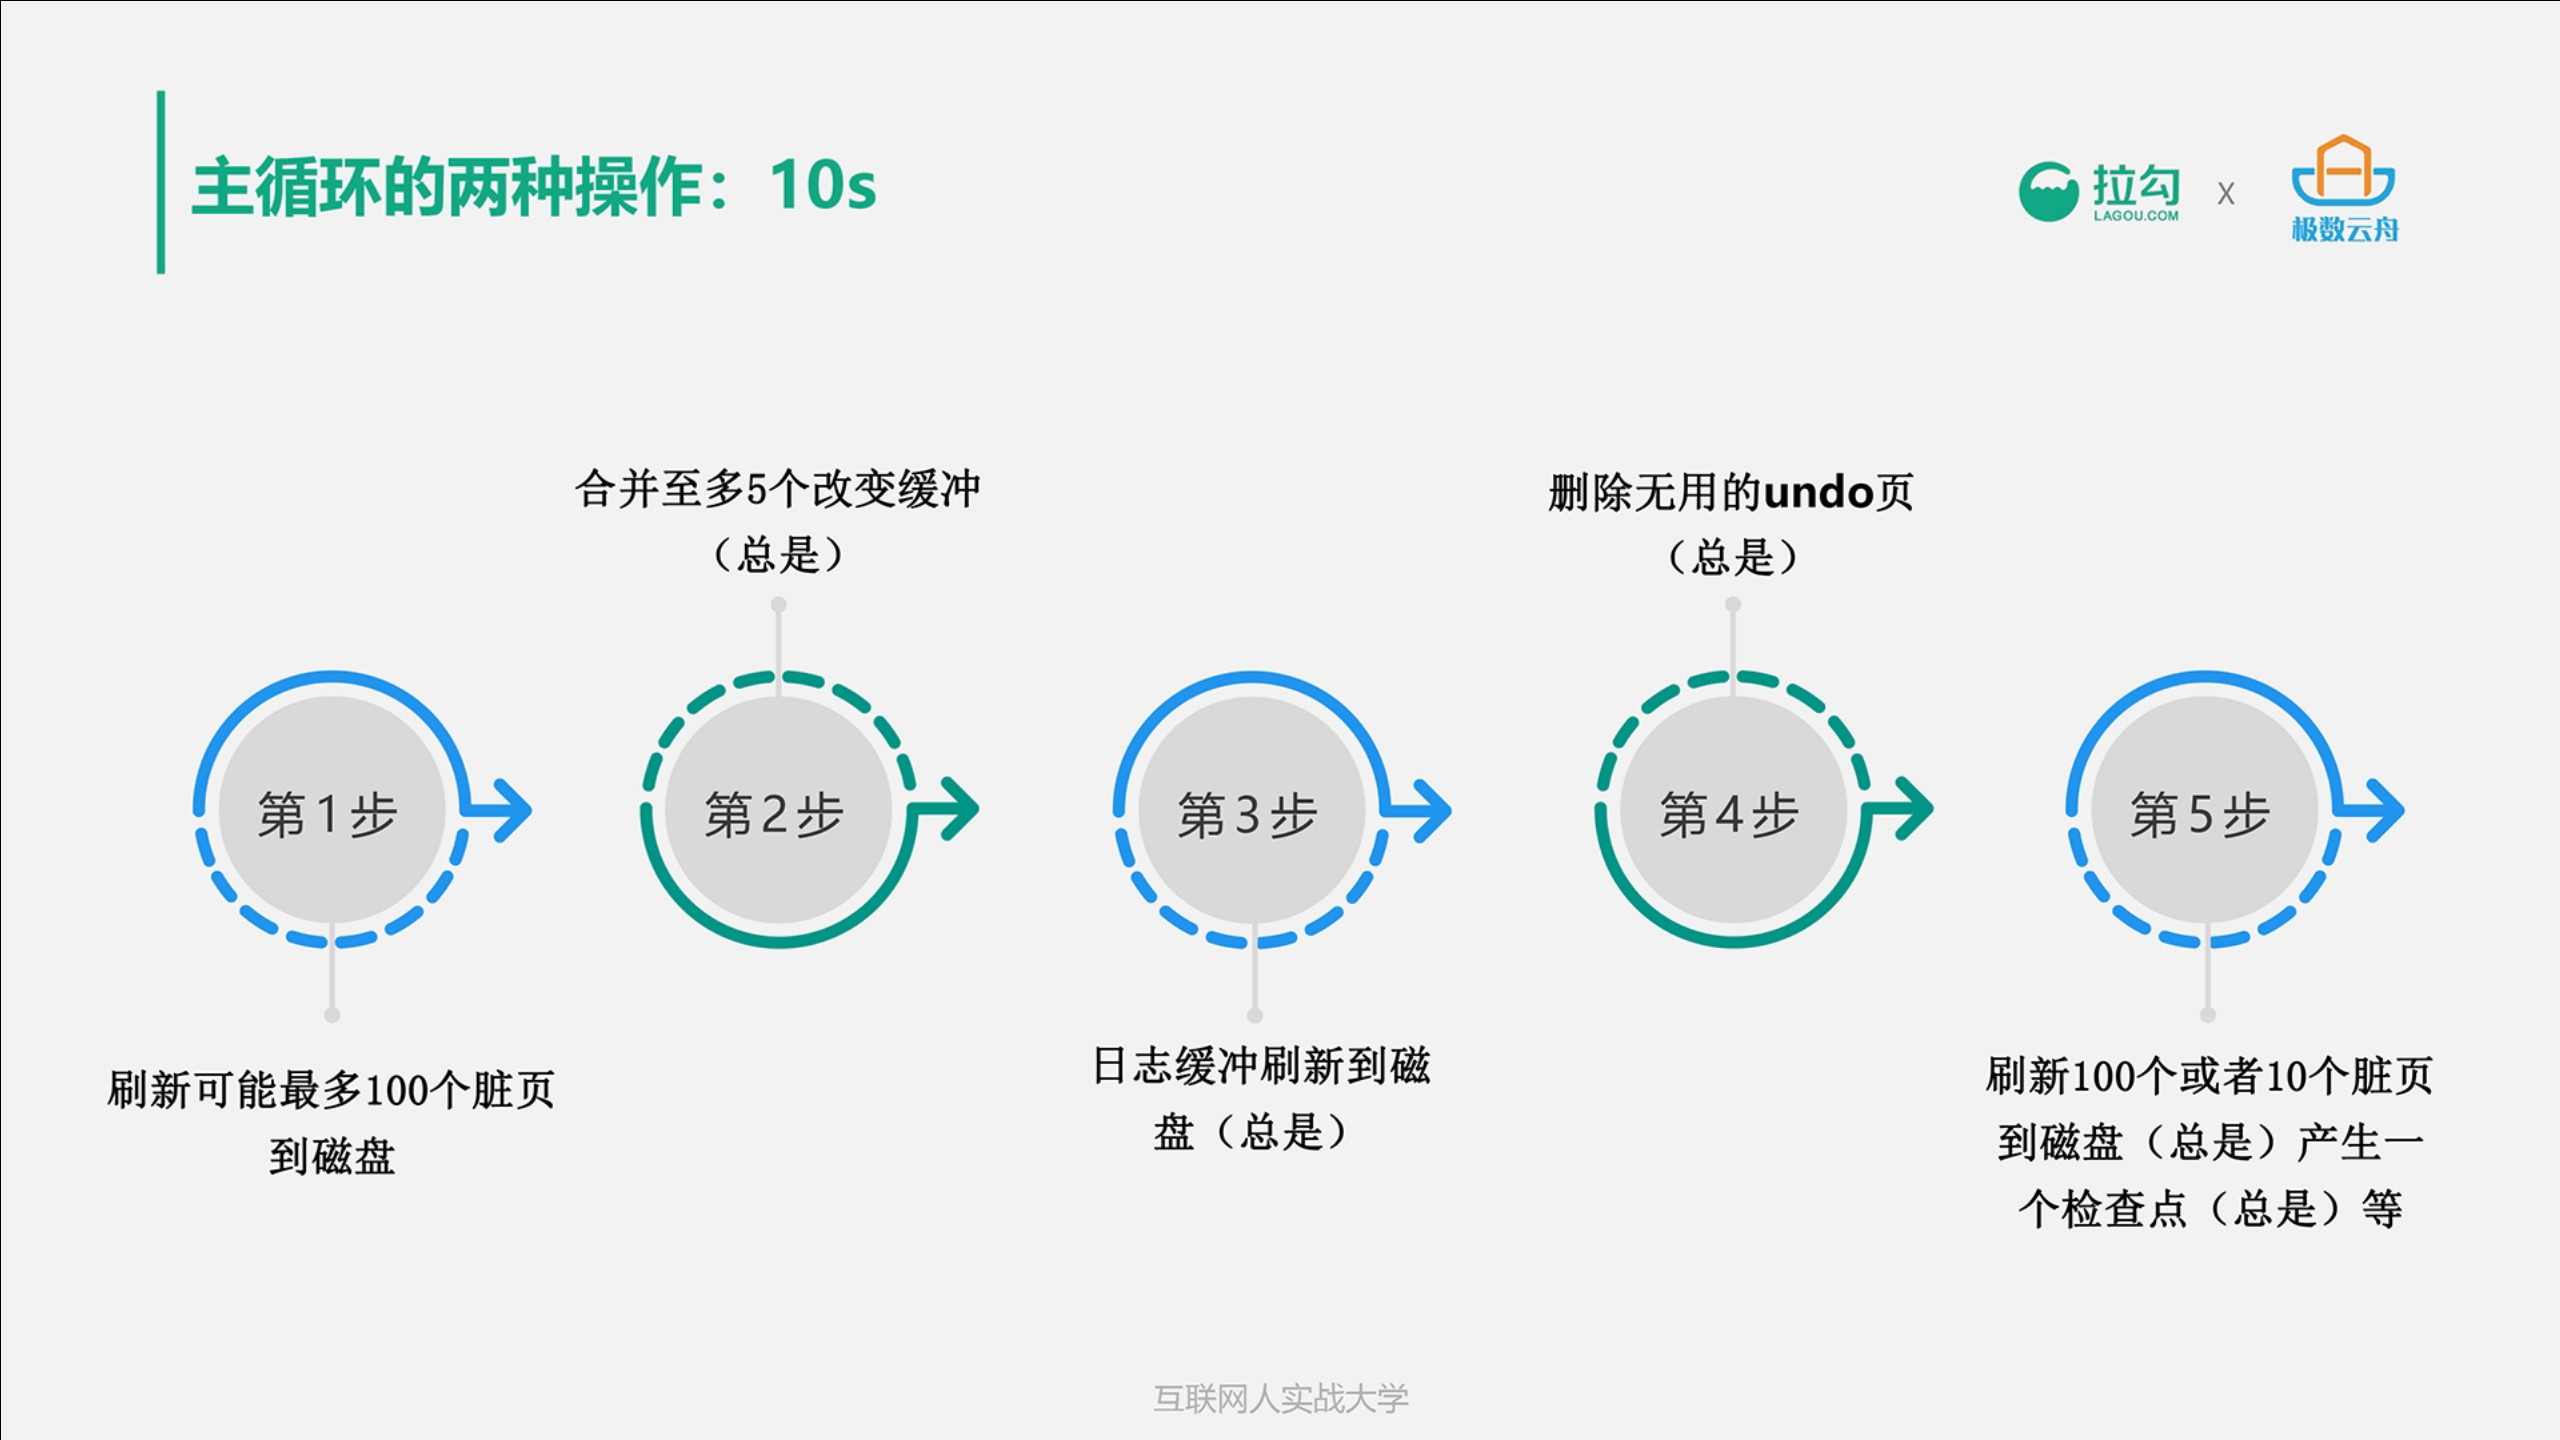 主循环的两种操作：10s
拉勾
LAGOU.COM
X
极数云舟
第1步
刷新可能最多100个脏页
到磁盘
合并至多5个改变缓冲
（总是）
第2步
第3步
日志缓冲刷新到磁
盘（总是）
删除无用的undo页
（总是）
第4步
第5步
刷新100个或者10个脏页
到磁盘（总是）产生一
个检查点（总是）等
互联网人实战大学